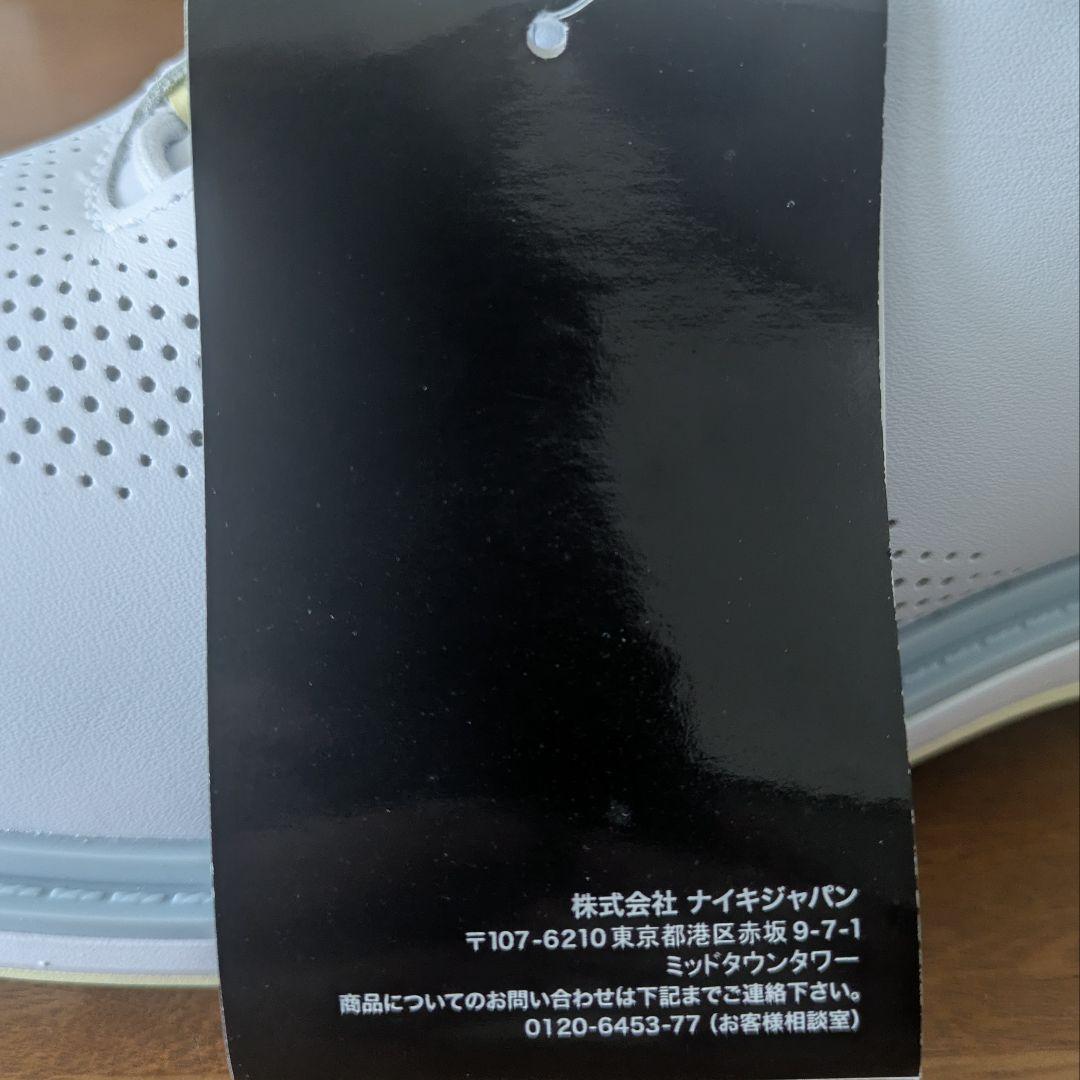 株式会社 ナイキジャパン
〒107-6210 東京都港区赤坂 9-7-1
ミッドタウンタワー
商品についてのお問い合わせは下記までご連絡下さい。
0120-6453-77 (お客様相談室)